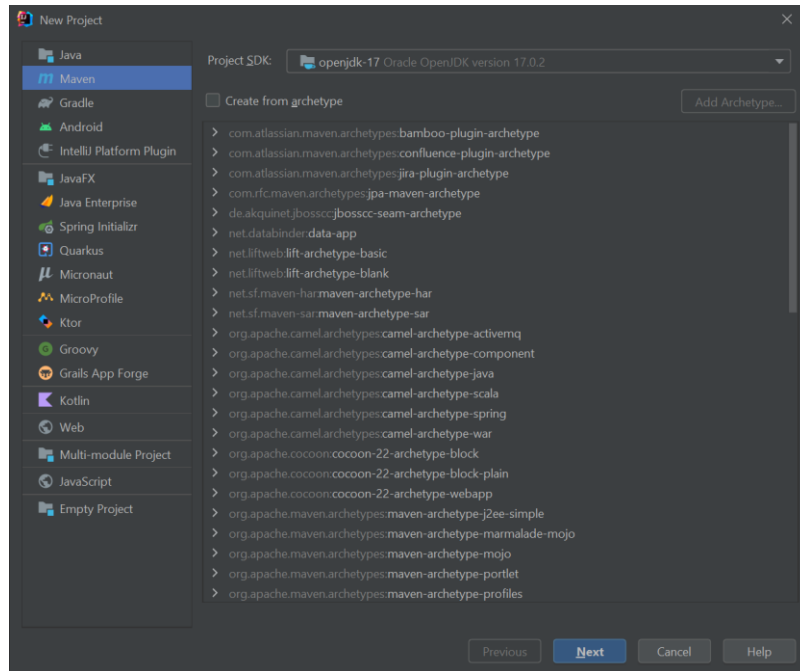 New Project
Java
Maven
Gradle
Android
IntelliJ Platform Plugin
JavaFX
Java Enterprise
Spring Initializr
Quarkus
Micronaut
MicroProfile
Ktor
Groovy
Grails App Forge
Kotlin
Web
Multi-module Project
JavaScript
Empty Project
Project SDK: openjdk-17 Oracle OpenJDK version 17.0.2
Create from archetype Add Archetype...
com.atlassian.maven.archetypes:bamboo-plugin-archetype
com.atlassian.maven.archetypes:confluence-plugin-archetype
com.atlassian.maven.archetypes:jira-plugin-archetype
com.rfc.maven.archetypes:jpa-maven-archetype
de.akquinet.jbosscc:jbosscc-seam-archetype
net.databinder:data-app
net.liftweb:lift-archetype-basic
net.liftweb:lift-archetype-blank
net.sf.maven-har:maven-archetype-har
net.sf.maven-sar:maven-archetype-sar
org.apache.camel.archetypes:camel-archetype-activemq
org.apache.camel.archetypes:camel-archetype-component
org.apache.camel.archetypes:camel-archetype-java
org.apache.camel.archetypes:camel-archetype-scala
org.apache.camel.archetypes:camel-archetype-spring
org.apache.camel.archetypes:camel-archetype-war
org.apache.cocoon:cocoon-22-archetype-block
org.apache.cocoon:cocoon-22-archetype-block-plain
org.apache.cocoon:cocoon-22-archetype-webapp
org.apache.maven.archetypes:maven-archetype-j2ee-simple
org.apache.maven.archetypes:maven-archetype-marmalade-mojo
org.apache.maven.archetypes:maven-archetype-mojo
org.apache.maven.archetypes:maven-archetype-portlet
org.apache.maven.archetypes:maven-archetype-profiles
Previous Next Cancel Help